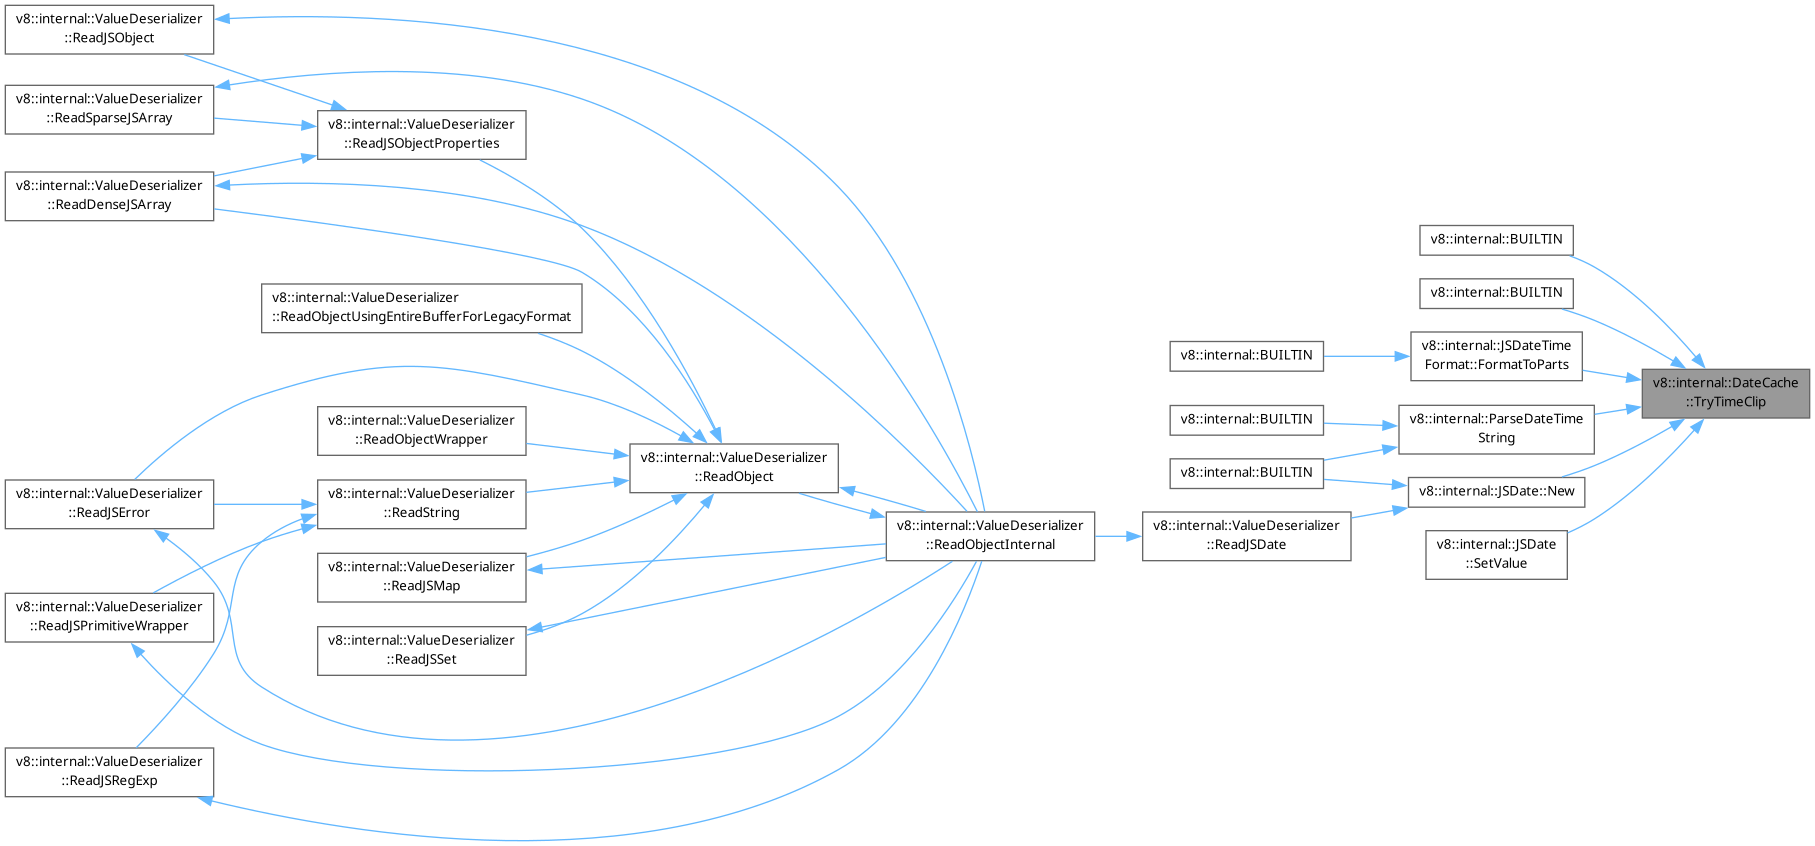 v8::internal::ValueDeserializer
::ReadJSObject
v8::internal::ValueDeserializer
::ReadSparseJSArray
v8::internal::ValueDeserializer
::ReadDenseJSArray
v8::internal::ValueDeserializer
::ReadJSObjectProperties
v8::internal::ValueDeserializer
::ReadObjectUsingEntireBufferForLegacyFormat
v8::internal::ValueDeserializer
::ReadObjectWrapper
v8::internal::ValueDeserializer
::ReadJSError
v8::internal::ValueDeserializer
::ReadString
v8::internal::ValueDeserializer
::ReadJSMap
v8::internal::ValueDeserializer
::ReadJSPrimitiveWrapper
v8::internal::ValueDeserializer
::ReadJSSet
v8::internal::ValueDeserializer
::ReadJSRegExp
v8::internal::ValueDeserializer
::ReadObject
v8::internal::ValueDeserializer
::ReadObjectInternal
v8::internal::ValueDeserializer
::ReadJSDate
v8::internal::BUILTIN
v8::internal::BUILTIN
v8::internal::BUILTIN
v8::internal::BUILTIN
v8::internal::BUILTIN
v8::internal::JSDateTime
Format::FormatToParts
v8::internal::ParseDateTime
String
v8::internal::JSDate::New
v8::internal::JSDate
::SetValue
v8::internal::DateCache
::TryTimeClip